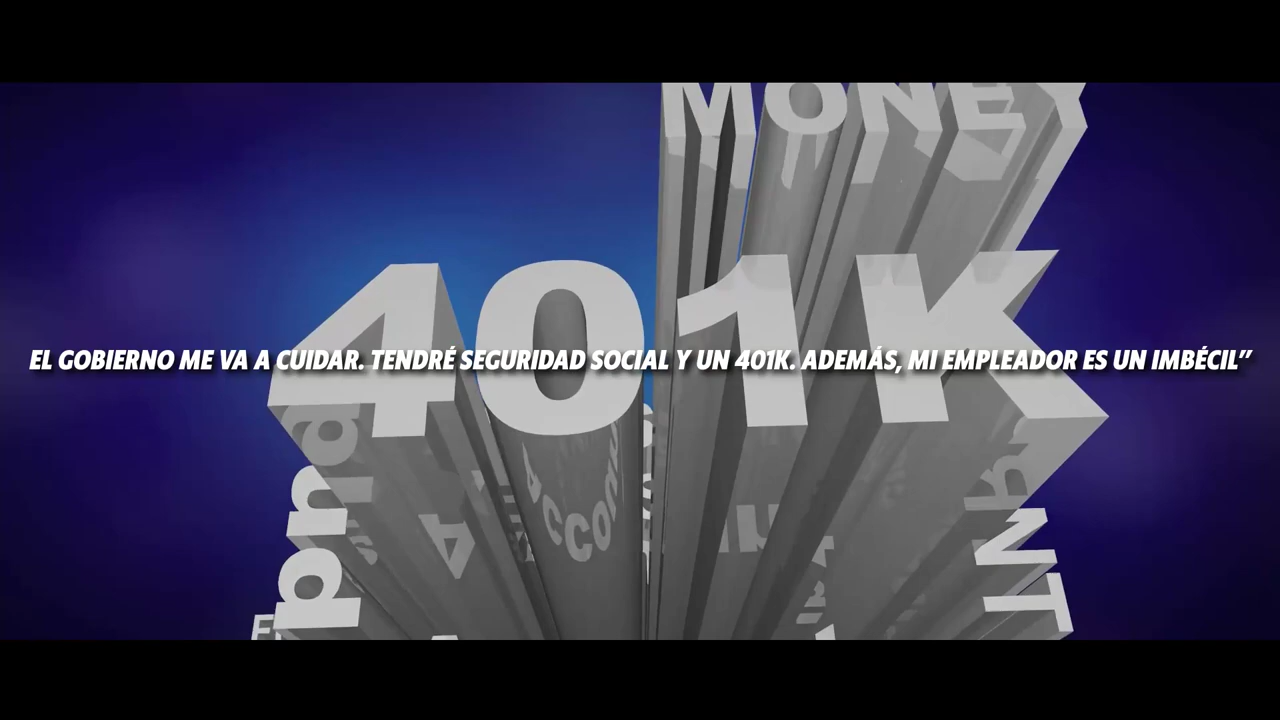 MONEY
401K
EL GOBIERNO ME VA A CUIDAR. TENDRÉ SEGURIDAD SOCIAL Y UN 401K. ADEMÁS, MI EMPLEADOR ES UN IMBÉCIL”